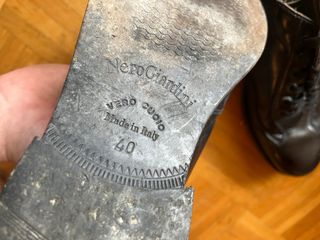 NeroGiardini
VERO CUOIO
Made in Italy
40